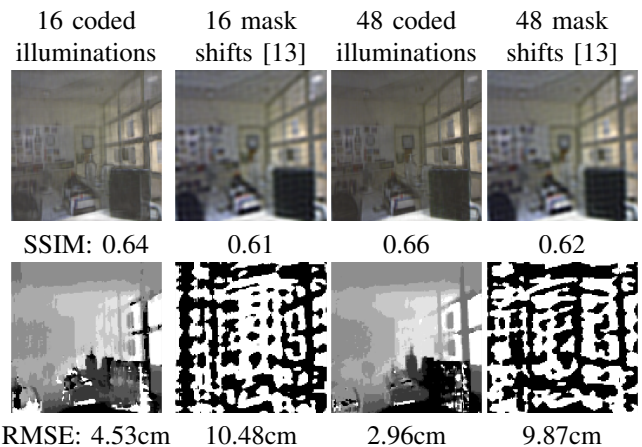 16 coded 16 mask 48 coded 48 mask
illuminations shifts [13] illuminations shifts [13]
SSIM: 0.64 0.61 0.66 0.62
RMSE: 4.53cm 10.48cm 2.96cm 9.87cm